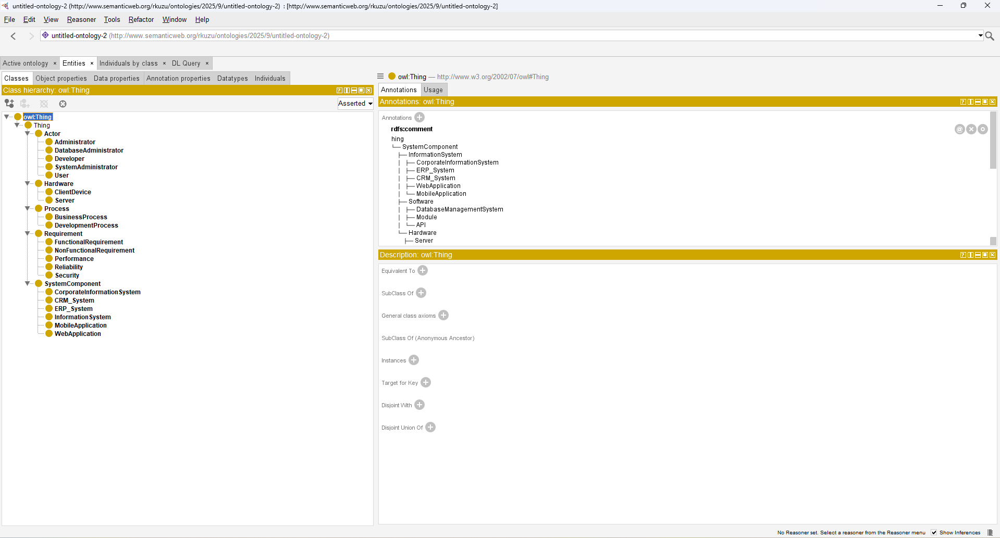 untitled-ontology-2 (http://www.semanticweb.org/rkuzu/ontologies/2025/9/untitled-ontology-2)  : [http://www.semanticweb.org/rkuzu/ontologies/2025/9/untitled-ontology-2]
File Edit View Reasoner Tools Refactor Window Help
untitled-ontology-2 (http://www.semanticweb.org/rkuzu/ontologies/2025/9/untitled-ontology-2)
Active ontology × Entities × Individuals by class × DL Query ×
Classes Object properties Data properties Annotation properties Datatypes Individuals
Class hierarchy: owl:Thing
Asserted
owl:Thing
Thing
Actor
Administrator
DatabaseAdministrator
Developer
SystemAdministrator
User
Hardware
ClientDevice
Server
Process
BusinessProcess
DevelopmentProcess
Requirement
FunctionalRequirement
NonFunctionalRequirement
Performance
Reliability
Security
SystemComponent
CorporateInformationSystem
CRM_System
ERP_System
InformationSystem
MobileApplication
WebApplication
owl:Thing — http://www.w3.org/2002/07/owl#Thing
Annotations Usage
Annotations: owl:Thing
Annotations
rdfs:comment
hing
└── SystemComponent
├── InformationSystem
│ ├── CorporateInformationSystem
│ ├── ERP_System
│ ├── CRM_System
│ ├── WebApplication
│ └── MobileApplication
├── Software
│ ├── DatabaseManagementSystem
│ ├── Module
│ └── API
└── Hardware
├── Server
Description: owl:Thing
Equivalent To
SubClass Of
General class axioms
SubClass Of (Anonymous Ancestor)
Instances
Target for Key
Disjoint With
Disjoint Union Of
No Reasoner set. Select a reasoner from the Reasoner menu Show Inferences